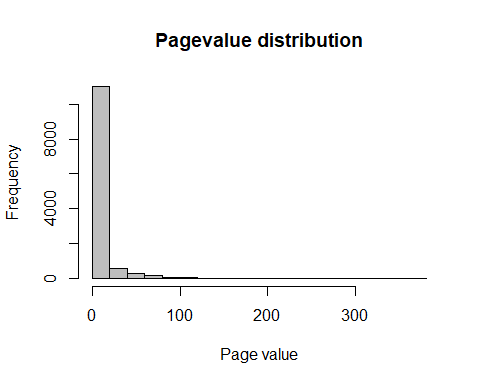 Pagevalue distribution
Frequency
8000
4000
0
0 100 200 300
Page value